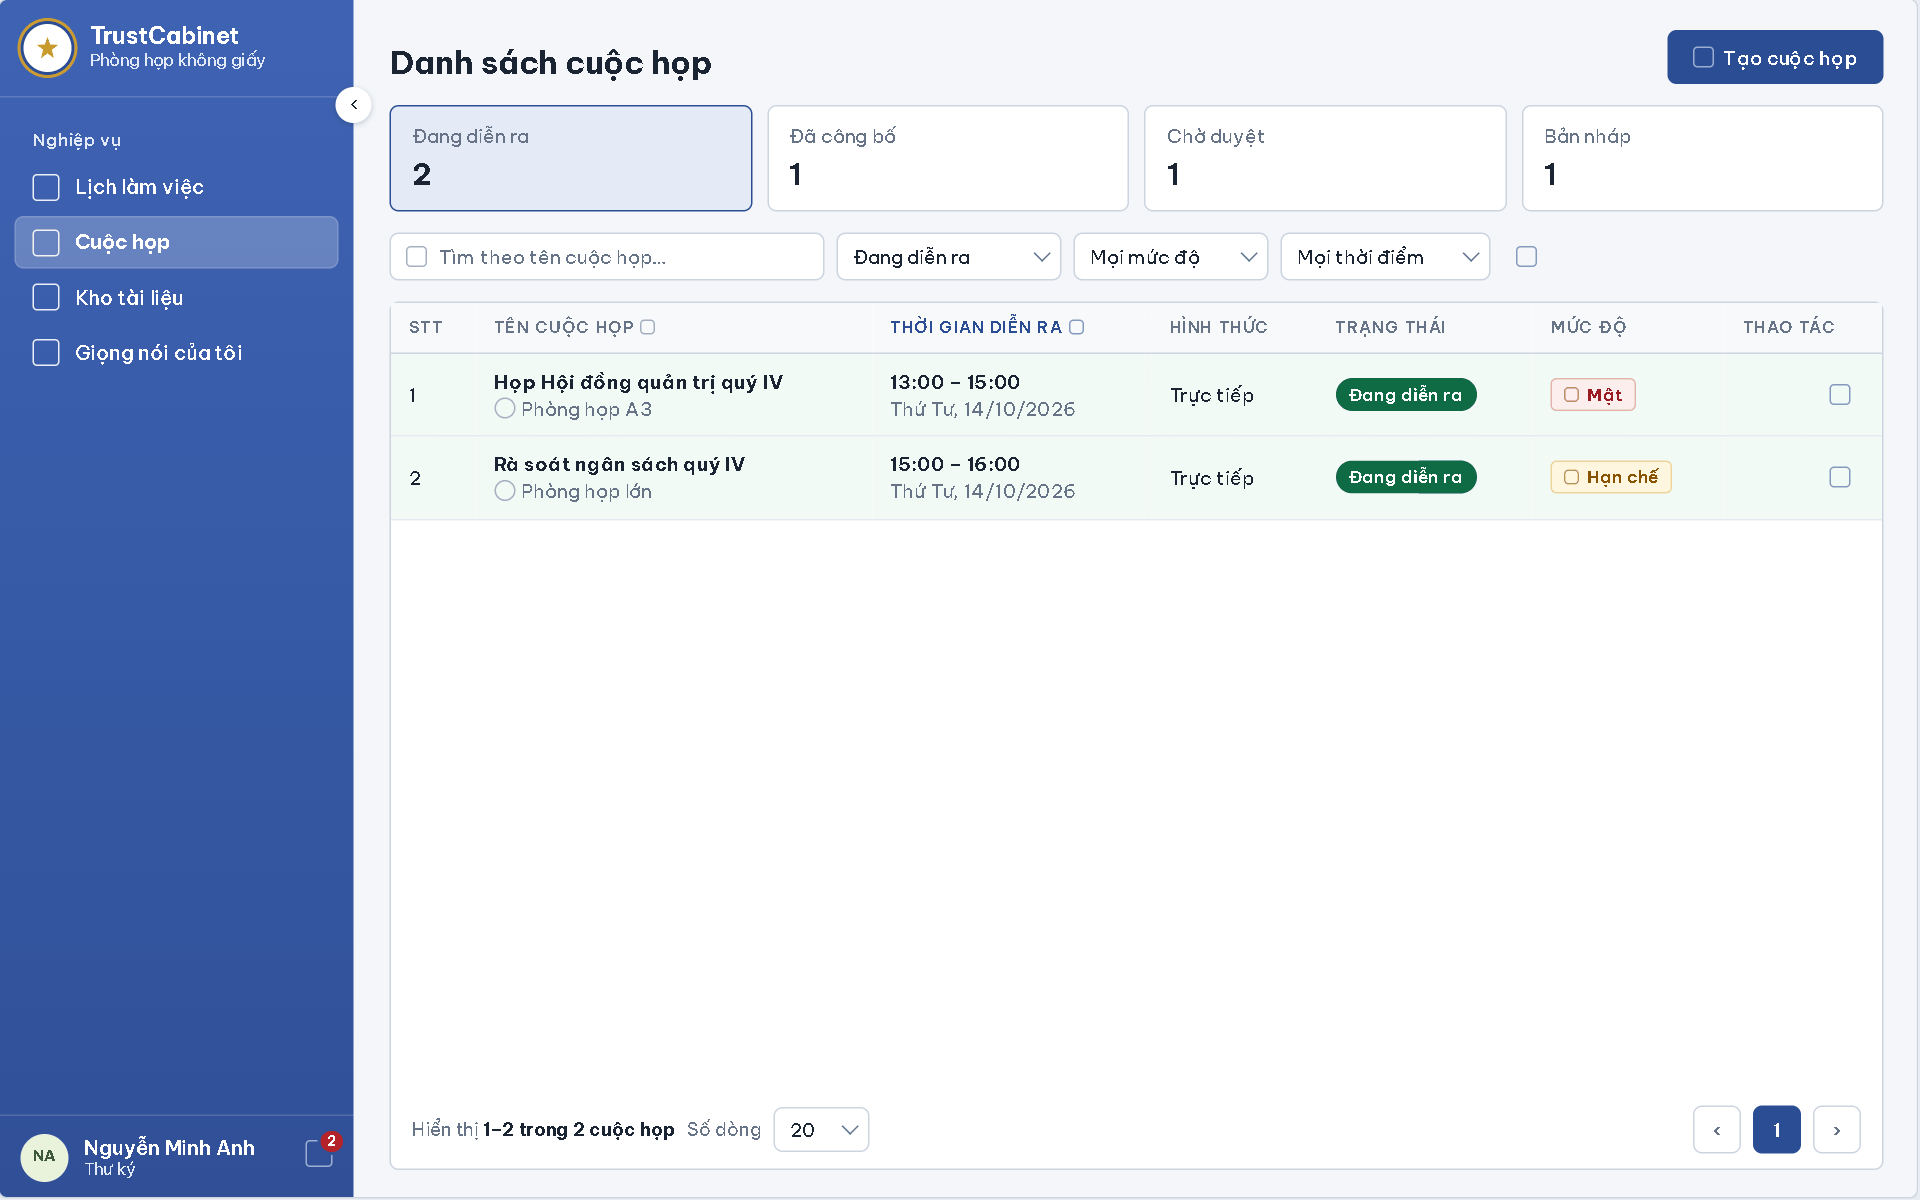 TrustCabinet
Phòng họp không giấy
Nghiệp vụ
Lịch làm việc
Cuộc họp
Kho tài liệu
Giọng nói của tôi
NA
Nguyễn Minh Anh
Thư ký
2
Danh sách cuộc họp
Tạo cuộc họp
Đang diễn ra
2
Đã công bố
1
Chờ duyệt
1
Bản nháp
1
Tìm theo tên cuộc họp...
Đang diễn ra
Mọi mức độ
Mọi thời điểm
STT TÊN CUỘC HỌP THỜI GIAN DIỄN RA HÌNH THỨC TRẠNG THÁI MỨC ĐỘ THAO TÁC
1 Họp Hội đồng quản trị quý IV 13:00 – 15:00 Trực tiếp Đang diễn ra Mật
Phòng họp A3 Thứ Tư, 14/10/2026
2 Rà soát ngân sách quý IV 15:00 – 16:00 Trực tiếp Đang diễn ra Hạn chế
Phòng họp lớn Thứ Tư, 14/10/2026
Hiển thị 1–2 trong 2 cuộc họp Số dòng 20 ‹ 1 ›